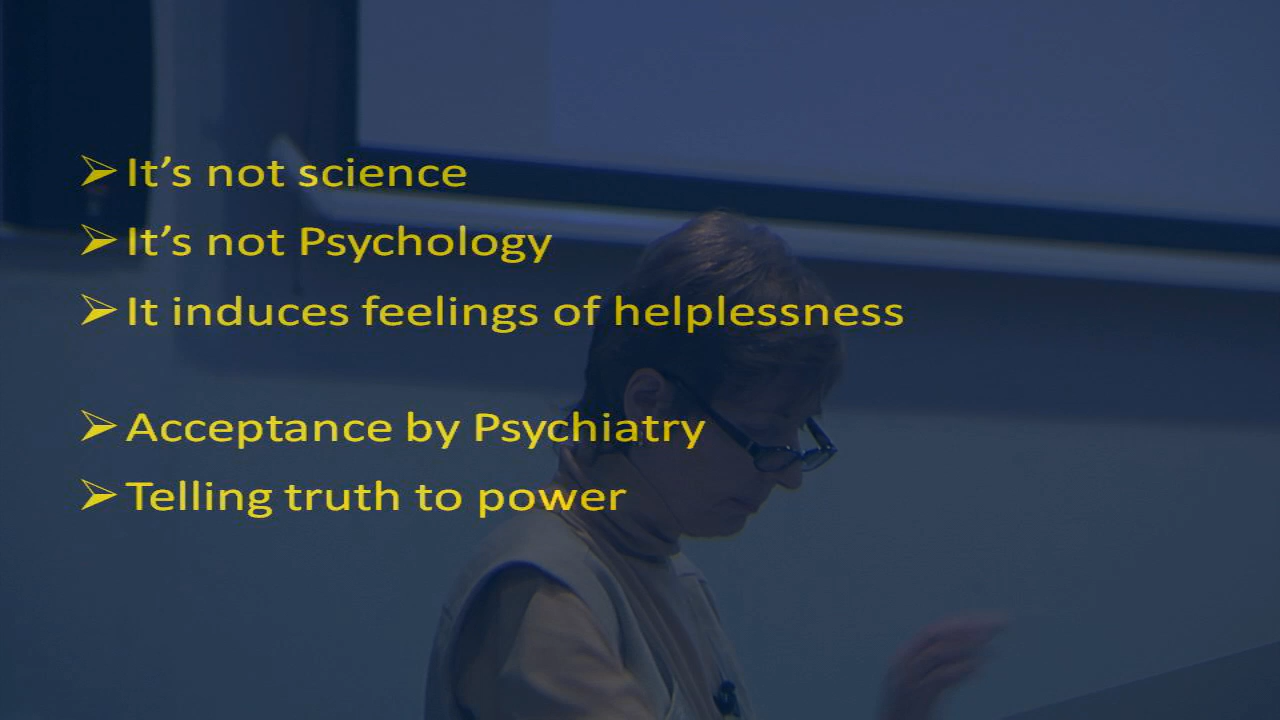 ➢ It's not science
➢ It's not Psychology
➢ It induces feelings of helplessness
➢ Acceptance by Psychiatry
➢ Telling truth to power